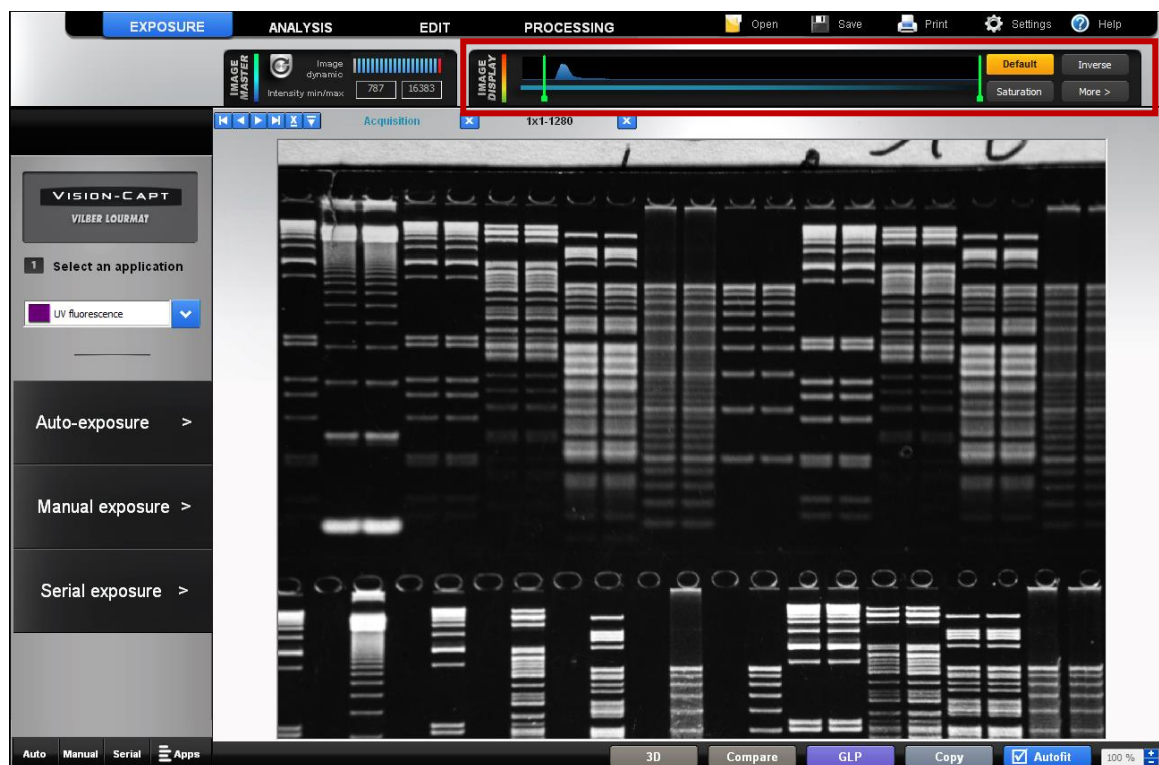 EXPOSURE ANALYSIS EDIT PROCESSING Open Save Print Settings Help
IMAGE MASTER
Image dynamic
Intensity min/max 787 16383
IMAGE DISPLAY
Default Inverse
Saturation More >
Acquisition 1x1-1280
VISION-CAPT
VILBER LOURMAT
1 Select an application
UV fluorescence
Auto-exposure >
Manual exposure >
Serial exposure >
Auto Manual Serial Apps 3D Compare GLP Copy Autofit 100 %